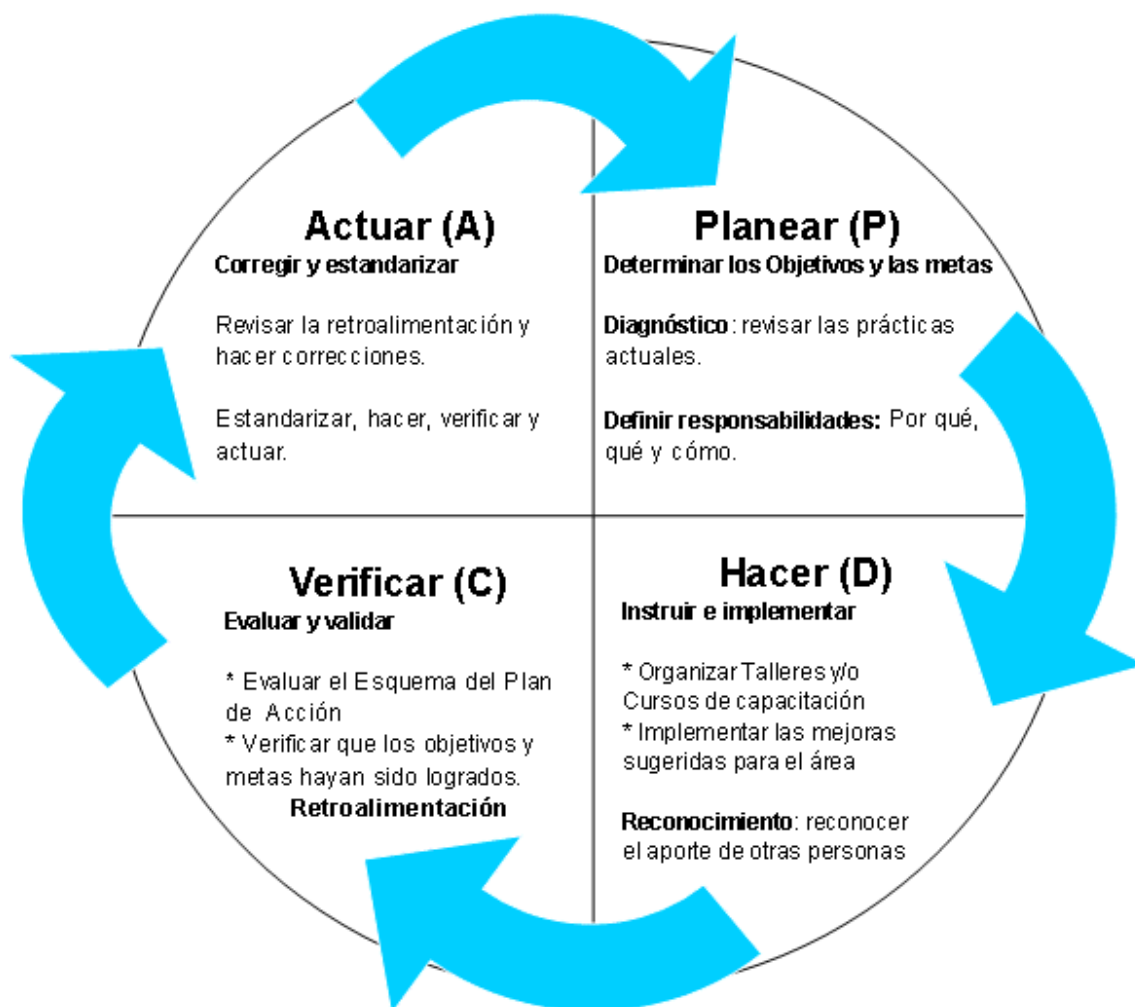 Actuar (A)
Corregir y estandarizar
Revisar la retroalimentación y
hacer correcciones.
Estandarizar, hacer, verificar y
actuar.
Planear (P)
Determinar los Objetivos y las metas
Diagnóstico: revisar las prácticas
actuales.
Definir responsabilidades: Por qué,
qué y cómo.
Verificar (C)
Evaluar y validar
* Evaluar el Esquema del Plan
de Acción
* Verificar que los objetivos y
metas hayan sido logrados.
Retroalimentación
Hacer (D)
Instruir e implementar
* Organizar Talleres y/o
Cursos de capacitación
* Implementar las mejoras
sugeridas para el área
Reconocimiento: reconocer
el aporte de otras personas